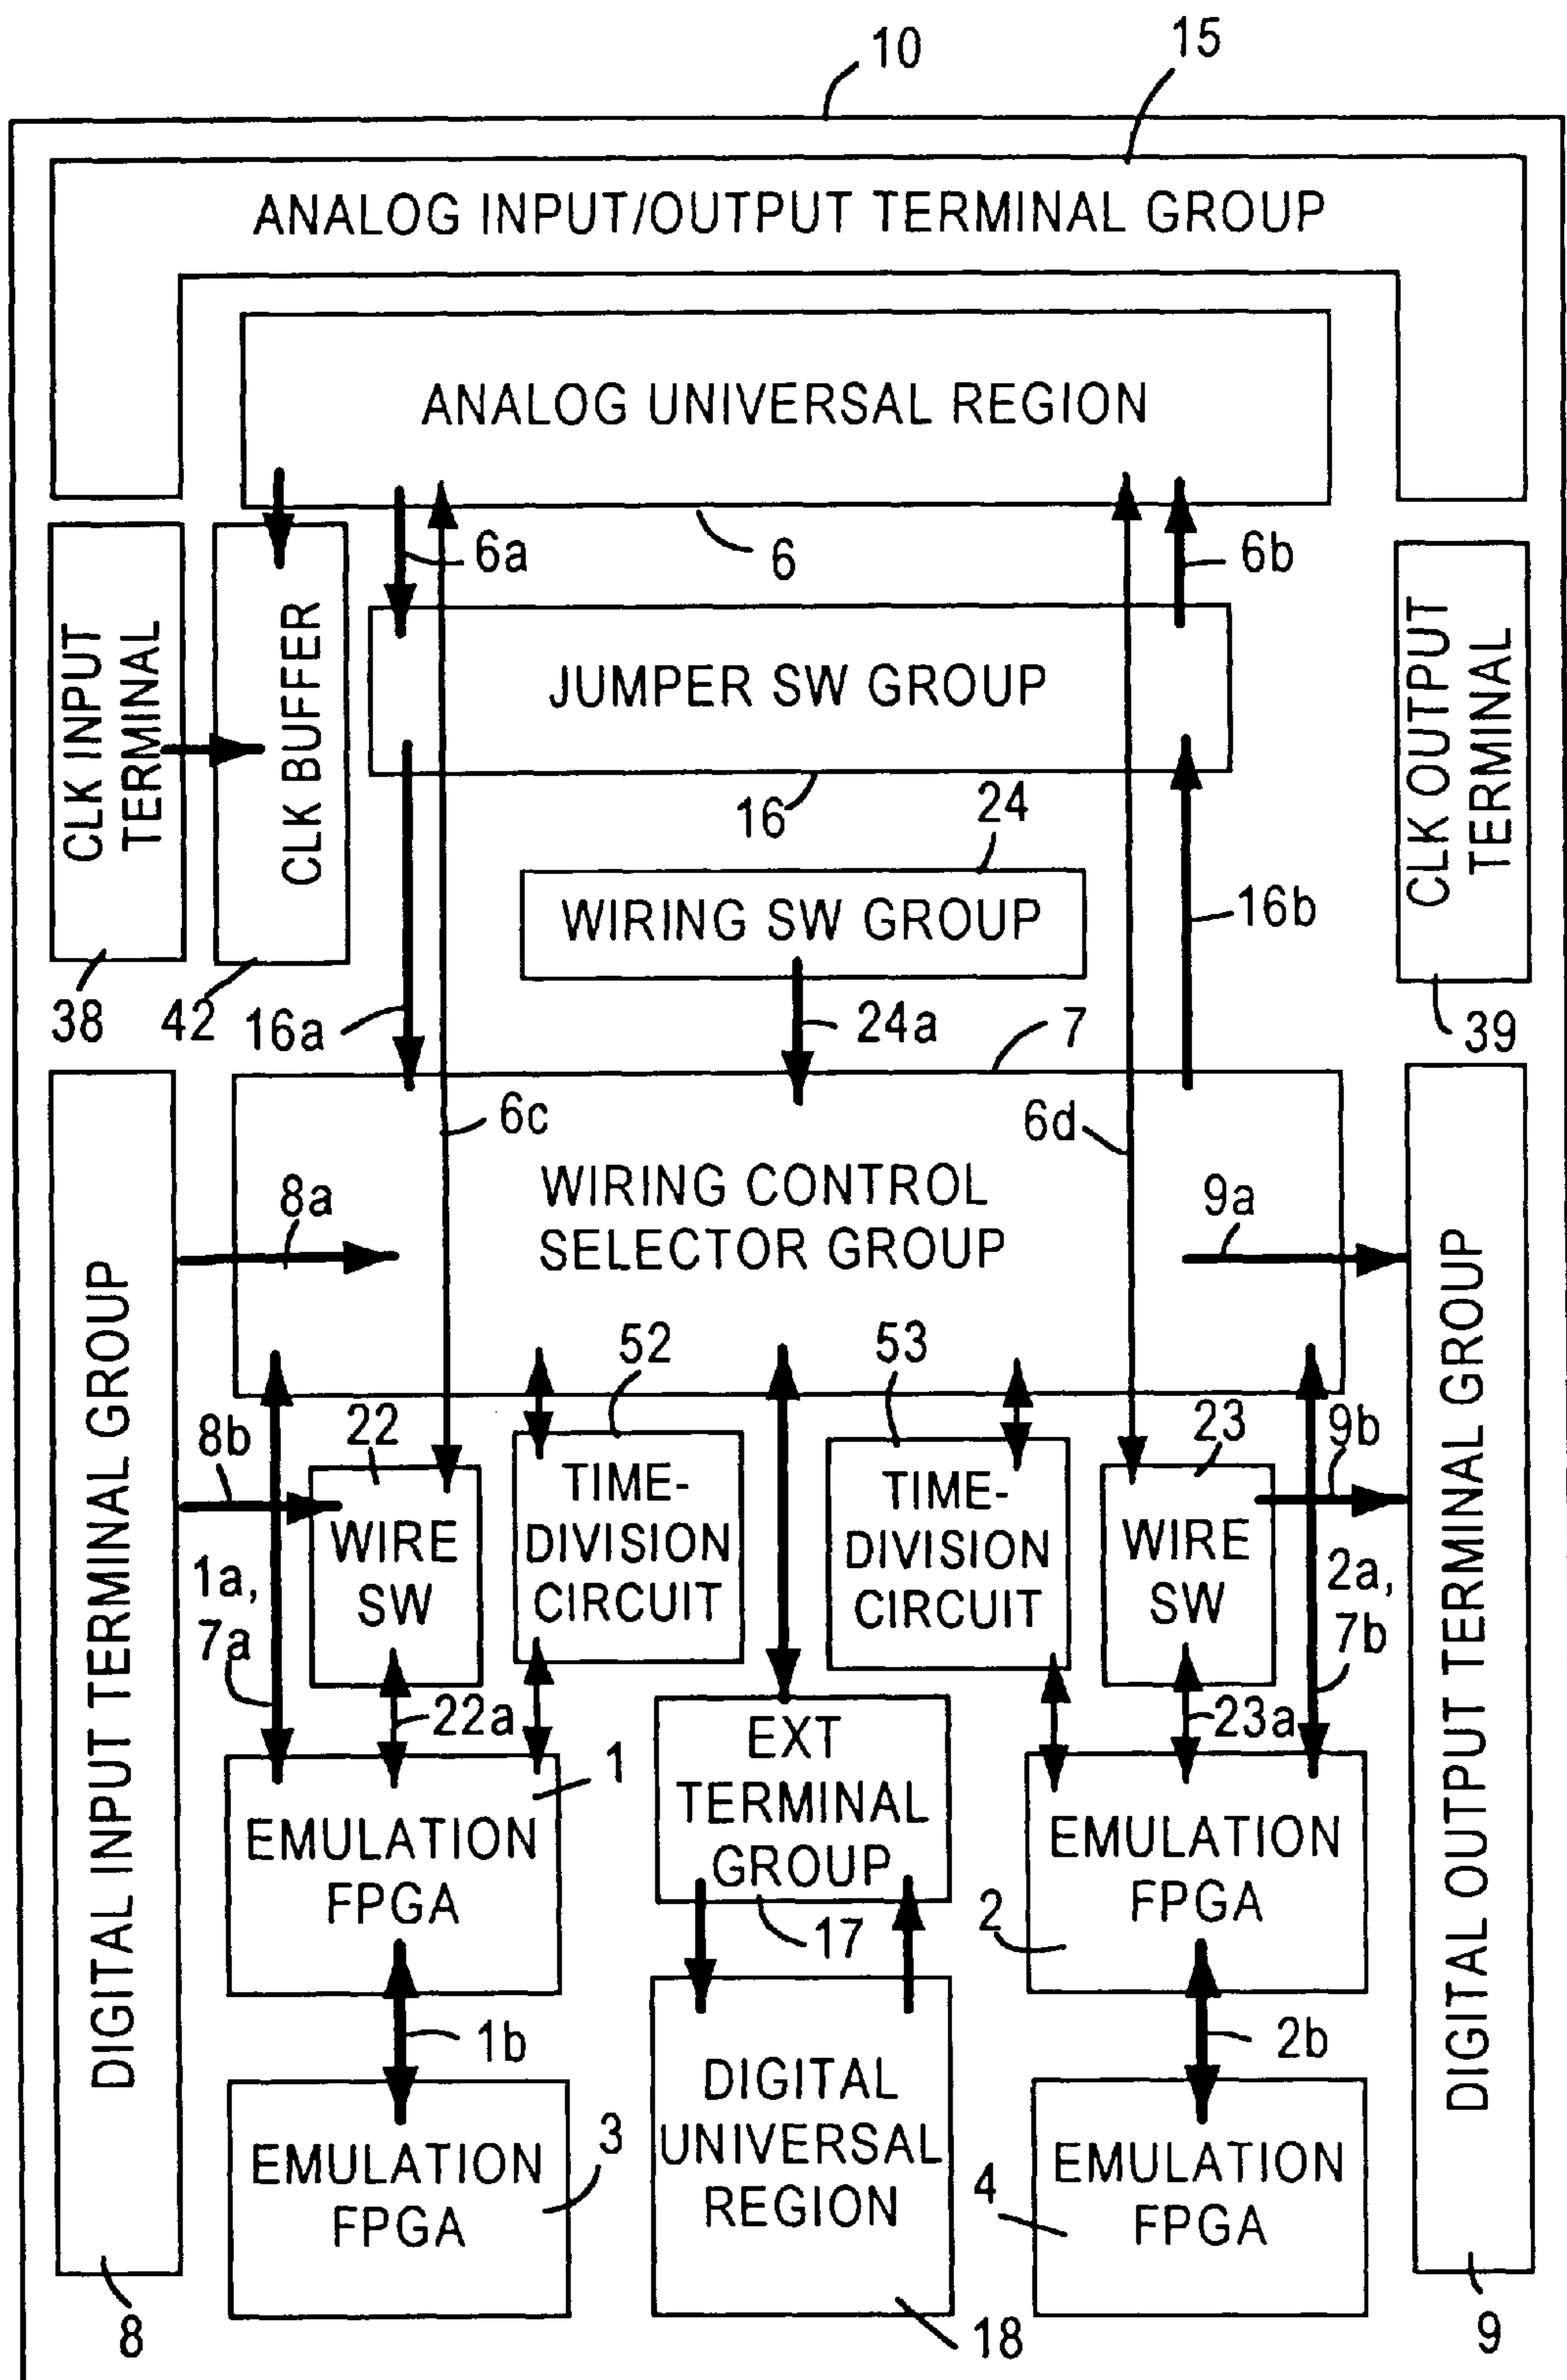 10
15
ANALOG INPUT/OUTPUT TERMINAL GROUP
ANALOG UNIVERSAL REGION
6a
6
6b
CLK INPUT
TERMINAL
CLK BUFFER
JUMPER SW GROUP
CLK OUTPUT
TERMINAL
16
24
WIRING SW GROUP
16b
38
42
16a
24a
7
39
6c
6d
8a
WIRING CONTROL
SELECTOR GROUP
9a
DIGITAL INPUT TERMINAL GROUP
DIGITAL OUTPUT TERMINAL GROUP
52
53
8b
22
23
9b
WIRE
SW
TIME-
DIVISION
CIRCUIT
TIME-
DIVISION
CIRCUIT
WIRE
SW
1a,
7a
2a,
7b
22a
23a
1
EMULATION
FPGA
EXT
TERMINAL
GROUP
EMULATION
FPGA
2
17
1b
2b
EMULATION
FPGA
3
DIGITAL
UNIVERSAL
REGION
4
EMULATION
FPGA
8
18
9